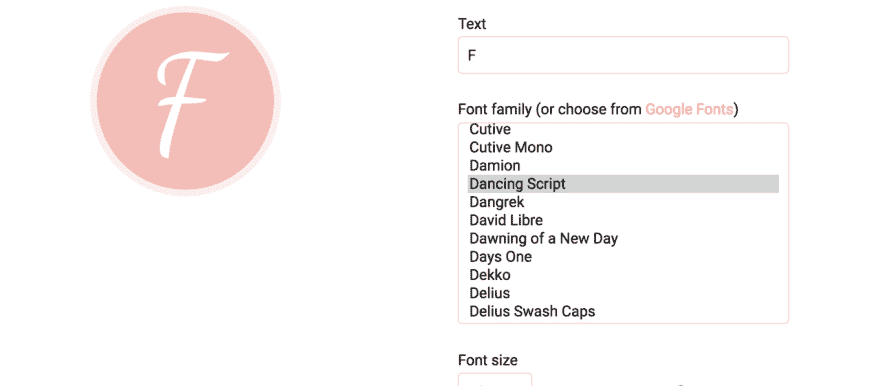 F
Text
F
Font family (or choose from Google Fonts)
Cutive
Cutive Mono
Damion
Dancing Script
Dangrek
David Libre
Dawning of a New Day
Days One
Dekko
Delius
Delius Swash Caps
Font size